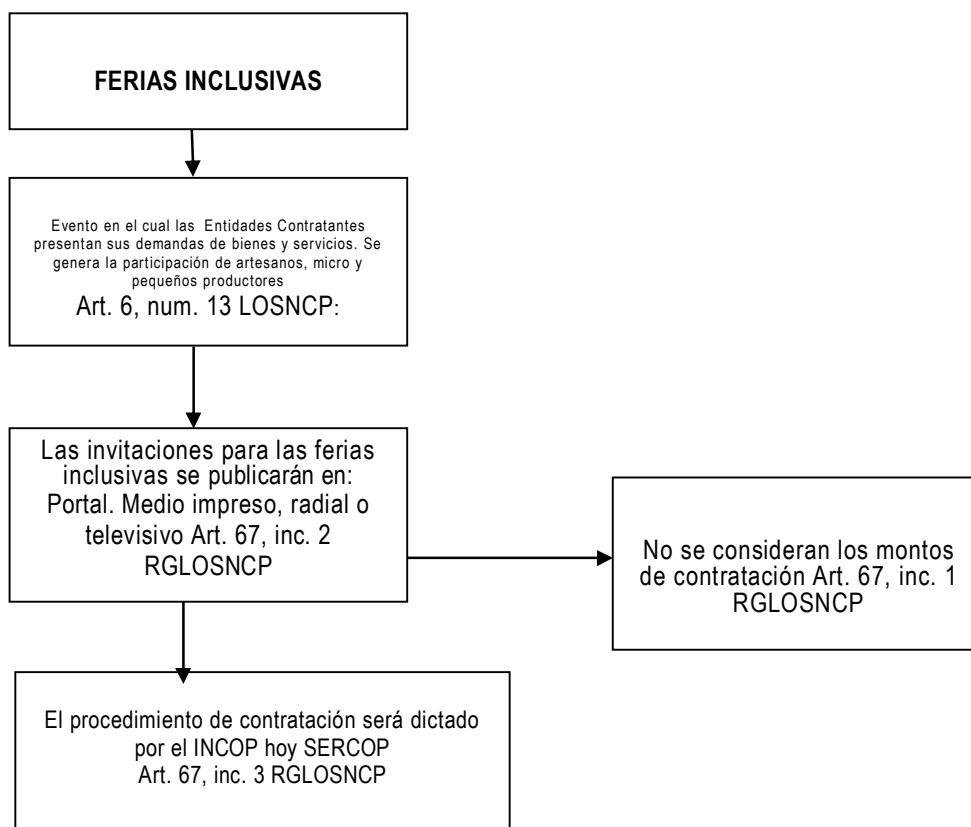 FERIAS INCLUSIVAS
Evento en el cual las Entidades Contratantes
presentan sus demandas de bienes y servicios. Se
genera la participación de artesanos, micro y
pequeños productores
Art. 6, num. 13 LOSNCP:
Las invitaciones para las ferias
inclusivas se publicarán en:
Portal. Medio impreso, radial o
televisivo Art. 67, inc. 2
RGLOSNCP
No se consideran los montos
de contratación Art. 67, inc. 1
RGLOSNCP
El procedimiento de contratación será dictado
por el INCOP hoy SERCOP
Art. 67, inc. 3 RGLOSNCP